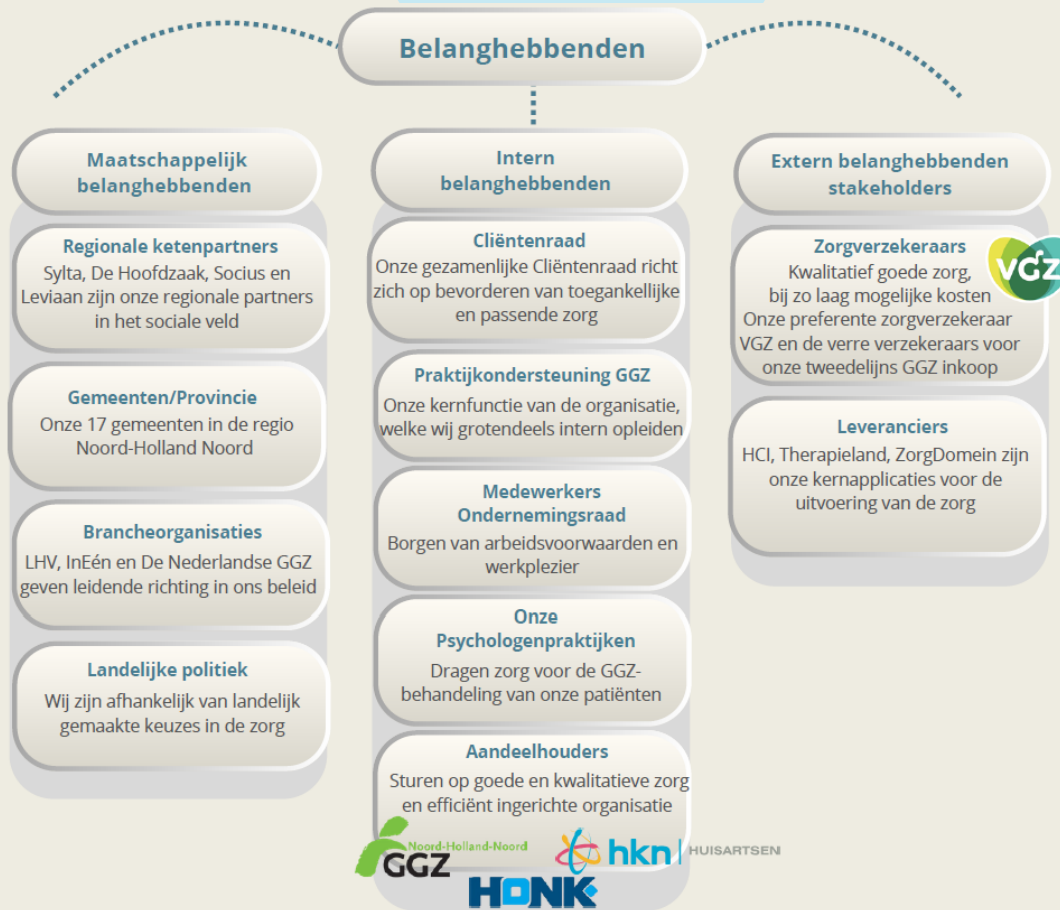 Belanghebbenden
Maatschappelijk
belanghebbenden
Regionale ketenpartners
Sylta, De Hoofdzaak, Socius en
Leviaan zijn onze regionale partners
in het sociale veld
Gemeenten/Provincie
Onze 17 gemeenten in de regio
Noord-Holland Noord
Brancheorganisaties
LHV, InEén en De Nederlandse GGZ
geven leidende richting in ons beleid
Landelijke politiek
Wij zijn afhankelijk van landelijk
gemaakte keuzes in de zorg
Intern
belanghebbenden
Cliëntenraad
Onze gezamenlijke Cliëntenraad richt
zich op bevorderen van toegankellijke
en passende zorg
Praktijkondersteuning GGZ
Onze kernfunctie van de organisatie,
welke wij grotendeels intern opleiden
Medewerkers
Ondernemingsraad
Borgen van arbeidsvoorwaarden en
werkplezier
Onze
Psychologenpraktijken
Dragen zorg voor de GGZ-
behandeling van onze patiënten
Aandeelhouders
Sturen op goede en kwalitatieve zorg
en efficiënt ingerichte organisatie
Noord-Holland-Noord
GGZ
hkn | HUISARTSEN
HONK
Extern belanghebbenden
stakeholders
Zorgverzekeraars
Kwalitatief goede zorg,
bij zo laag mogelijke kosten
Onze preferente zorgverzekeraar
VGZ en de verre verzekeraars voor
onze tweedelijns GGZ inkoop
VGZ
Leveranciers
HCI, Therapieland, ZorgDomein zijn
onze kernapplicaties voor de
uitvoering van de zorg